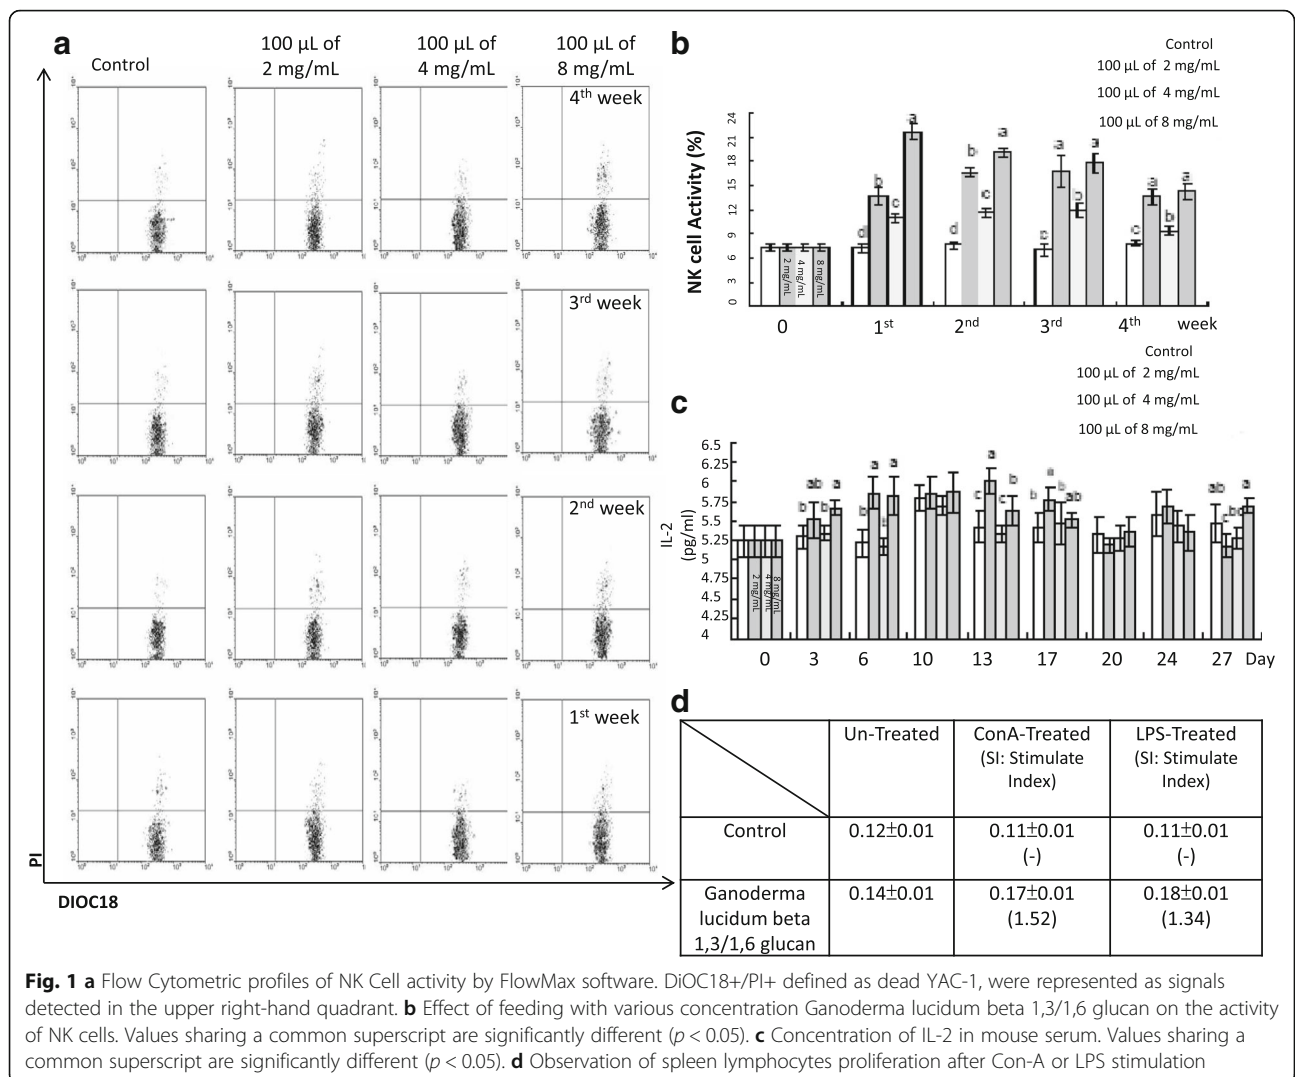 a
Control
100 µL of
2 mg/mL
100 µL of
4 mg/mL
100 µL of
8 mg/mL
4th week
3rd week
2nd week
1st week
PI
DIOC18
b
Control
100 µL of 2 mg/mL
100 µL of 4 mg/mL
100 µL of 8 mg/mL
NK cell Activity (%)
24
21
18
15
12
9
6
3
0
d b c a
d b c a
c a b a
c a b a
2 mg/mL
4 mg/mL
8 mg/mL
0 1st 2nd 3rd 4th week
c
Control
100 µL of 2 mg/mL
100 µL of 4 mg/mL
100 µL of 8 mg/mL
IL-2
(pg/ml)
6.5
6.25
6
5.75
5.5
5.25
5
4.75
4.5
4.25
4
b ab b a
b a b a
c a c b
b a b ab
ab c bc a
2 mg/mL
4 mg/mL
8 mg/mL
0 3 6 10 13 17 20 24 27 Day
d
Un-Treated
ConA-Treated
(SI: Stimulate
Index)
LPS-Treated
(SI: Stimulate
Index)
Control
0.12±0.01
0.11±0.01
(-)
0.11±0.01
(-)
Ganoderma
lucidum beta
1,3/1,6 glucan
0.14±0.01
0.17±0.01
(1.52)
0.18±0.01
(1.34)
Fig. 1 a Flow Cytometric profiles of NK Cell activity by FlowMax software. DiOC18+/PI+ defined as dead YAC-1, were represented as signals
detected in the upper right-hand quadrant. b Effect of feeding with various concentration Ganoderma lucidum beta 1,3/1,6 glucan on the activity
of NK cells. Values sharing a common superscript are significantly different (p < 0.05). c Concentration of IL-2 in mouse serum. Values sharing a
common superscript are significantly different (p < 0.05). d Observation of spleen lymphocytes proliferation after Con-A or LPS stimulation